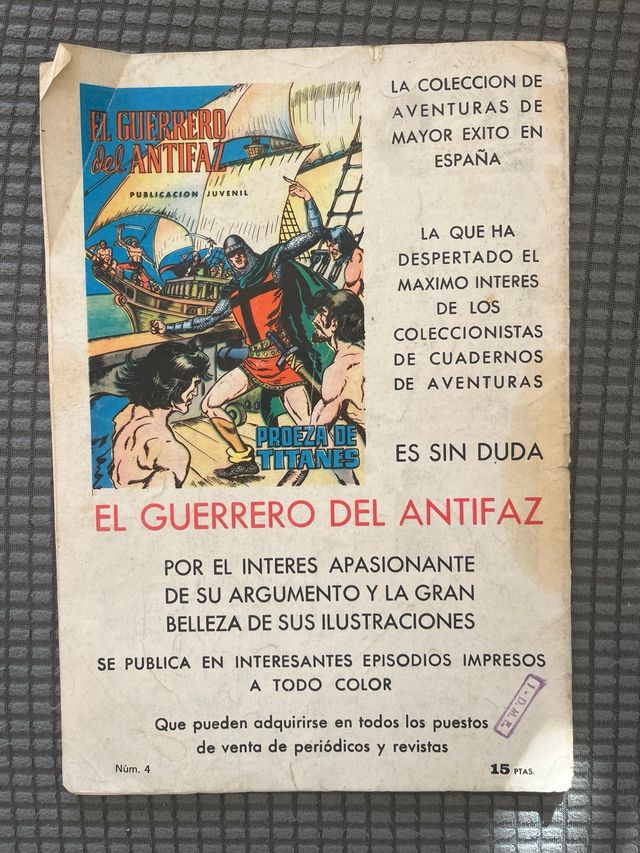 EL GUERRERO
del ANTIFAZ
PUBLICACION JUVENIL
PROEZA DE
TITANES
LA COLECCION DE
AVENTURAS DE
MAYOR EXITO EN
ESPAÑA
LA QUE HA
DESPERTADO EL
MAXIMO INTERES
DE LOS
COLECCIONISTAS
DE CUADERNOS
DE AVENTURAS
ES SIN DUDA
EL GUERRERO DEL ANTIFAZ
POR EL INTERES APASIONANTE
DE SU ARGUMENTO Y LA GRAN
BELLEZA DE SUS ILUSTRACIONES
SE PUBLICA EN INTERESANTES EPISODIOS IMPRESOS
A TODO COLOR
Que pueden adquirirse en todos los puestos
de venta de periódicos y revistas
1-D.M.E.
Núm. 4
15 PTAS.